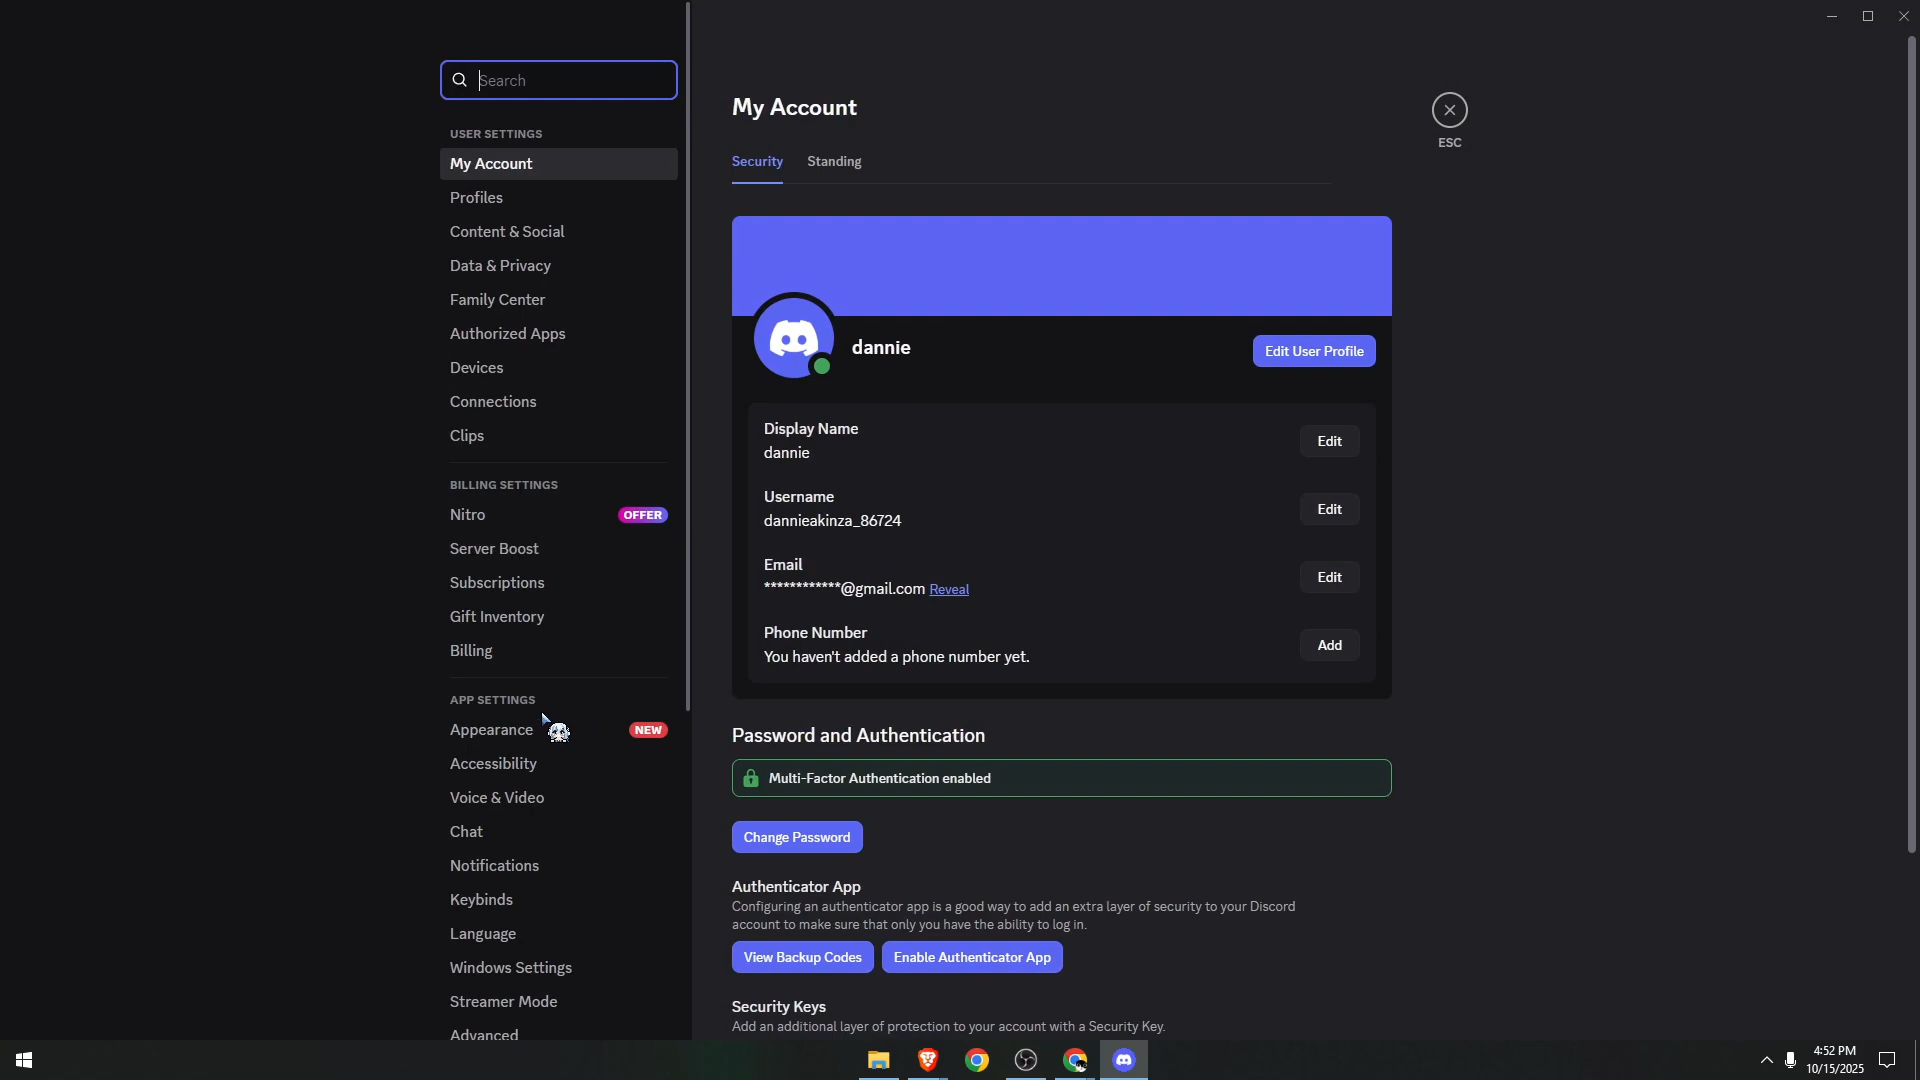 Search
USER SETTINGS
My Account
Profiles
Content & Social
Data & Privacy
Family Center
Authorized Apps
Devices
Connections
Clips
BILLING SETTINGS
Nitro OFFER
Server Boost
Subscriptions
Gift Inventory
Billing
APP SETTINGS
Appearance NEW
Accessibility
Voice & Video
Chat
Notifications
Keybinds
Language
Windows Settings
Streamer Mode
Advanced
My Account
ESC
Security Standing
dannie
Edit User Profile
Display Name
dannie
Edit
Username
dannieakinza_86724
Edit
Email
************@gmail.com Reveal
Edit
Phone Number
You haven't added a phone number yet.
Add
Password and Authentication
Multi-Factor Authentication enabled
Change Password
Authenticator App
Configuring an authenticator app is a good way to add an extra layer of security to your Discord
account to make sure that only you have the ability to log in.
View Backup Codes Enable Authenticator App
Security Keys
Add an additional layer of protection to your account with a Security Key.
4:52 PM
10/15/2025